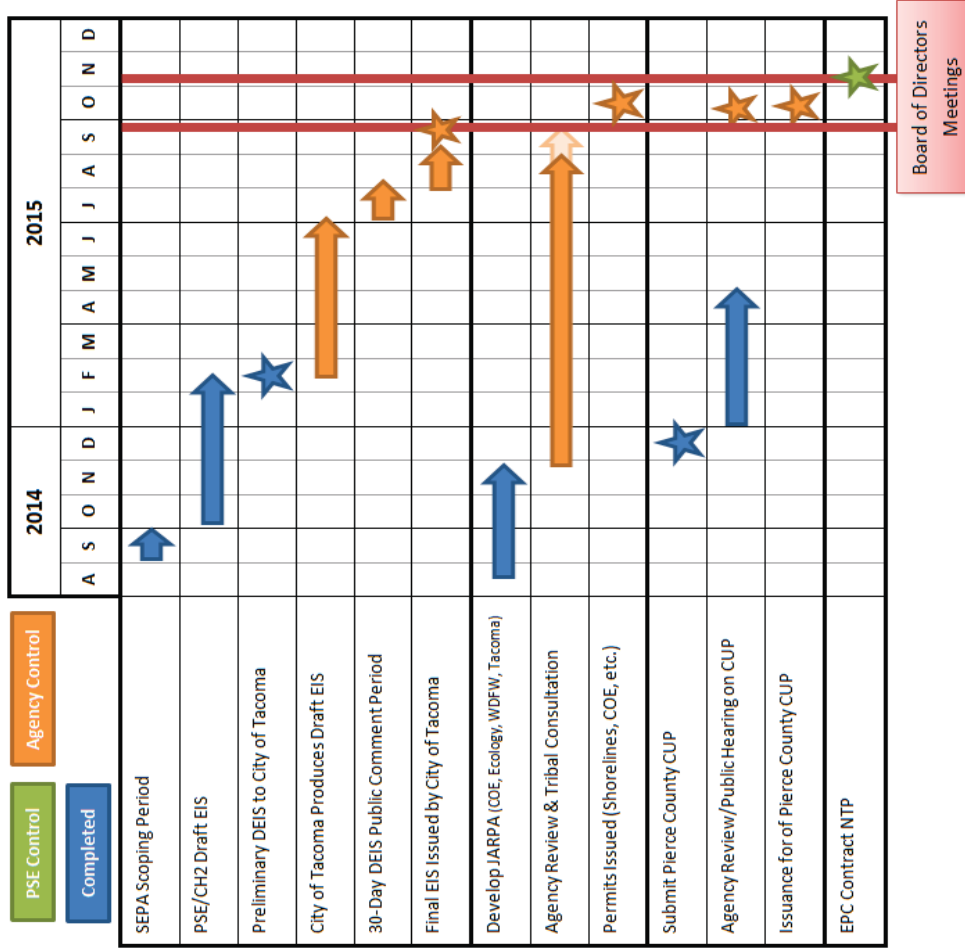 PSE Control
Agency Control
Completed
2014
2015
A S O N D J F M A M J J A S O N D
SEPA Scoping Period
PSE/CH2 Draft EIS
Preliminary DEIS to City of Tacoma
City of Tacoma Produces Draft EIS
30-Day DEIS Public Comment Period
Final EIS Issued by City of Tacoma
Develop JARPA (COE, Ecology, WDFW, Tacoma)
Agency Review & Tribal Consultation
Permits Issued (Shorelines, COE, etc.)
Submit Pierce County CUP
Agency Review/Public Hearing on CUP
Issuance for of Pierce County CUP
EPC Contract NTP
Board of Directors
Meetings